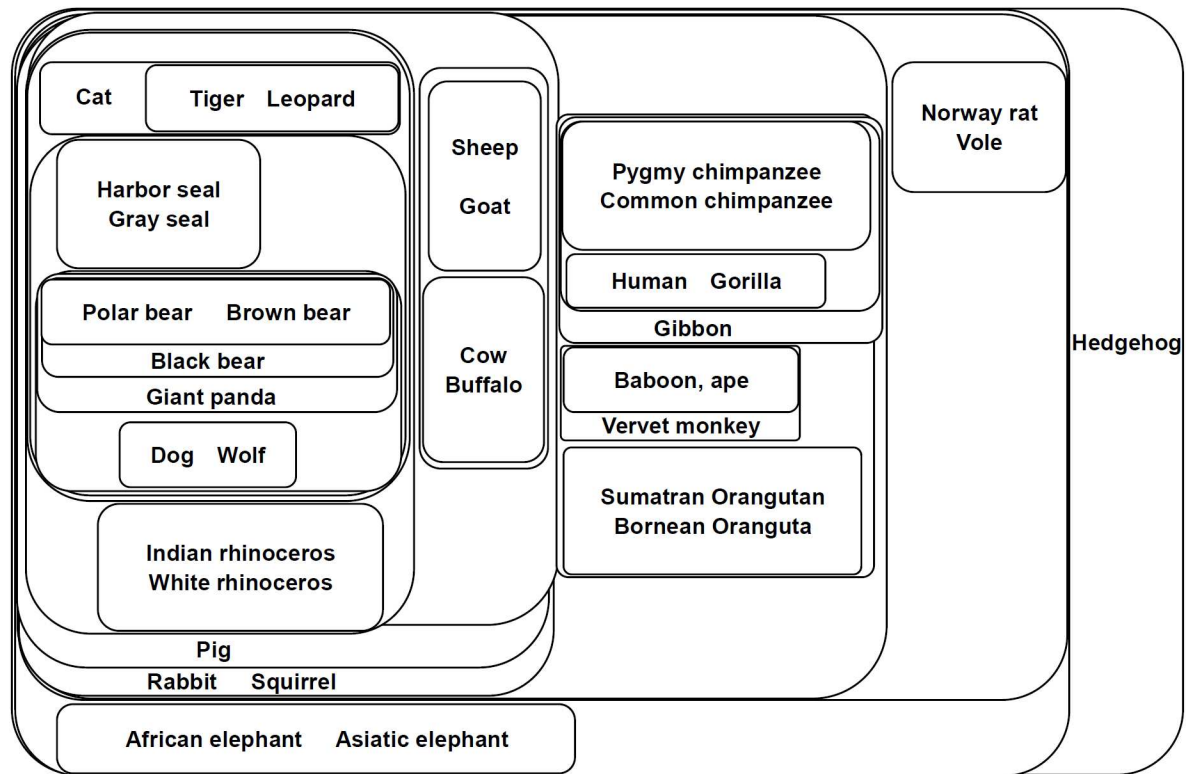 Cat
Tiger Leopard
Harbor seal
Gray seal
Polar bear Brown bear
Black bear
Giant panda
Dog Wolf
Indian rhinoceros
White rhinoceros
Pig
Rabbit Squirrel
African elephant Asiatic elephant
Sheep
Goat
Cow
Buffalo
Pygmy chimpanzee
Common chimpanzee
Human Gorilla
Gibbon
Baboon, ape
Vervet monkey
Sumatran Orangutan
Bornean Oranguta
Norway rat
Vole
Hedgehog